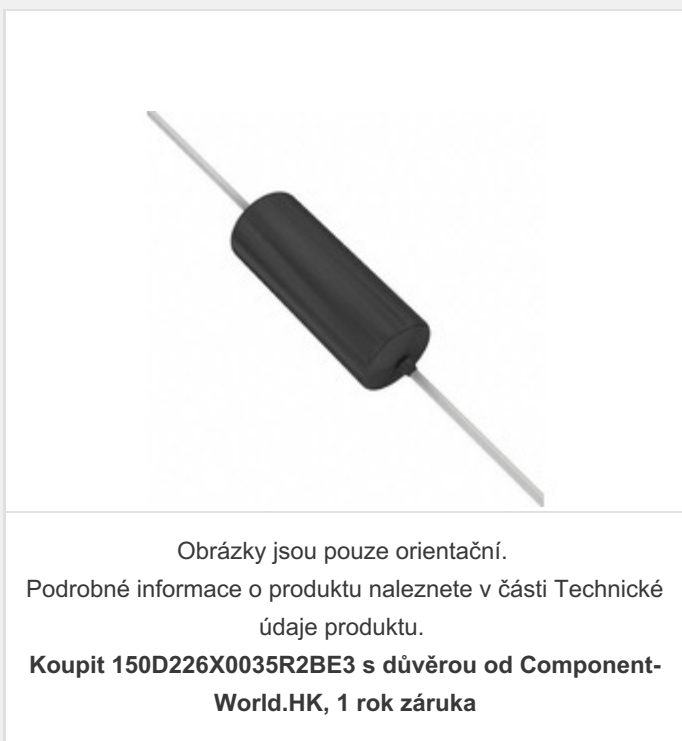 Obrázky jsou pouze orientační.
Podrobné informace o produktu naleznete v části Technické
údaje produktu.
Koupit 150D226X0035R2BE3 s důvěrou od Component-
World.HK, 1 rok záruka